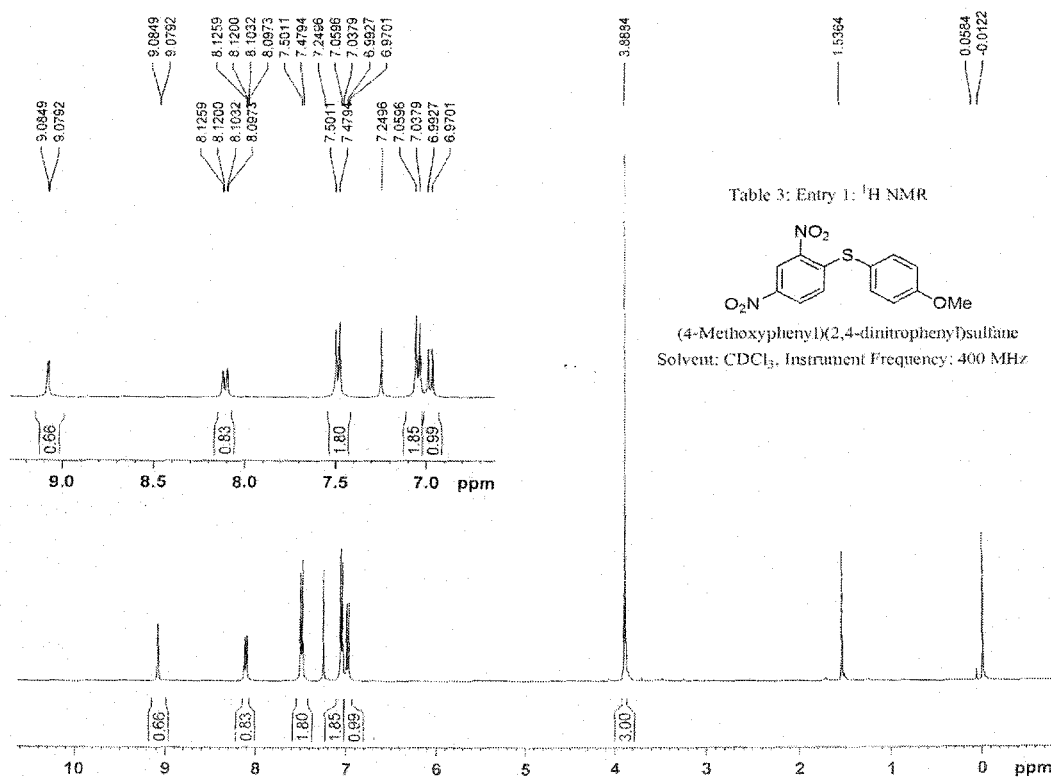 9.0849
9.0792
8.1259
8.1200
8.1032
8.0973
7.5011
7.4794
7.2496
7.0596
7.0379
6.9927
6.9701
3.8884
1.5364
0.0584
-0.0122
9.0849
9.0792
8.1259
8.1200
8.1032
8.0973
7.5011
7.4794
7.2496
7.0596
7.0379
6.9927
6.9701
Table 3: Entry 1: ¹H NMR
NO₂
S
O₂N
OMe
(4-Methoxyphenyl)(2,4-dinitrophenyl)sulfane
Solvent: CDCl₃, Instrument Frequency: 400 MHz
0.66 0.83 1.80 1.85 0.99
9.0 8.5 8.0 7.5 7.0 ppm
0.66 0.83 1.80 1.85 0.99 3.00
10 9 8 7 6 5 4 3 2 1 0 ppm